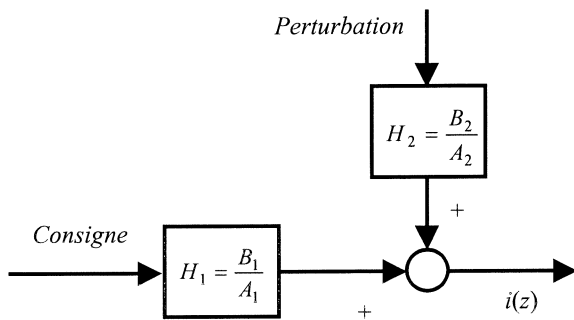 Perturbation
H₂ = B₂/A₂
+
Consigne
H₁ = B₁/A₁
+
i(z)